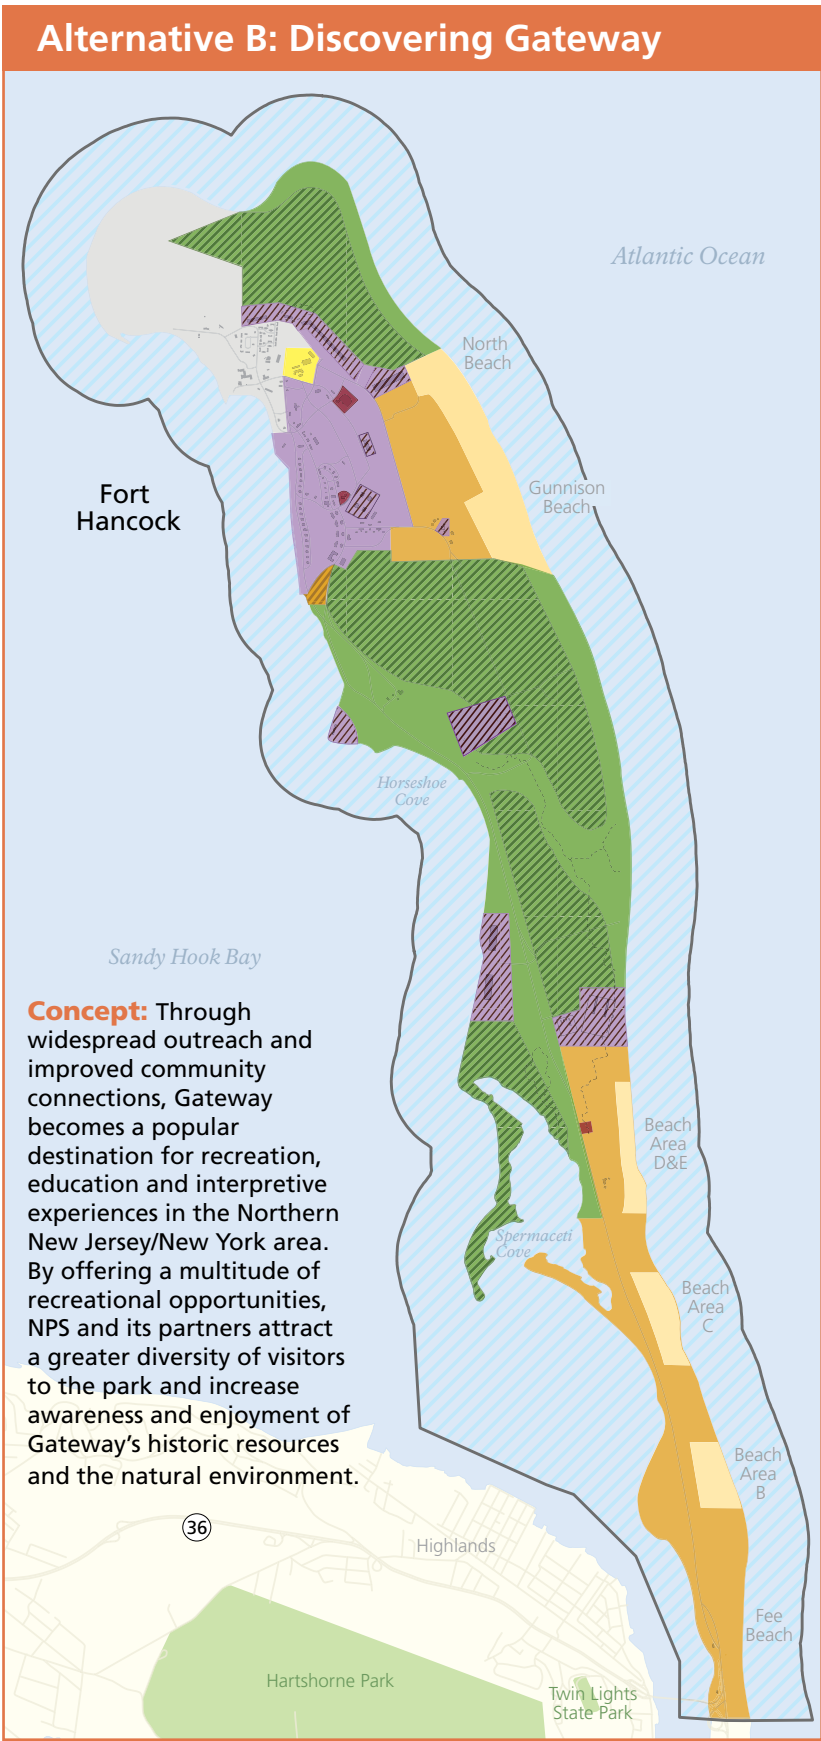 Alternative B: Discovering Gateway
Atlantic Ocean
North
Beach
Gunnison
Beach
Fort
Hancock
Horseshoe
Cove
Sandy Hook Bay
Concept: Through
widespread outreach and
improved community
connections, Gateway
becomes a popular
destination for recreation,
education and interpretive
experiences in the Northern
New Jersey/New York area.
By offering a multitude of
recreational opportunities,
NPS and its partners attract
a greater diversity of visitors
to the park and increase
awareness and enjoyment of
Gateway's historic resources
and the natural environment.
Beach
Area
D&E
Spermaceti
Cove
Beach
Area
C
Beach
Area
B
36
Highlands
Fee
Beach
Hartshorne Park
Twin Lights
State Park